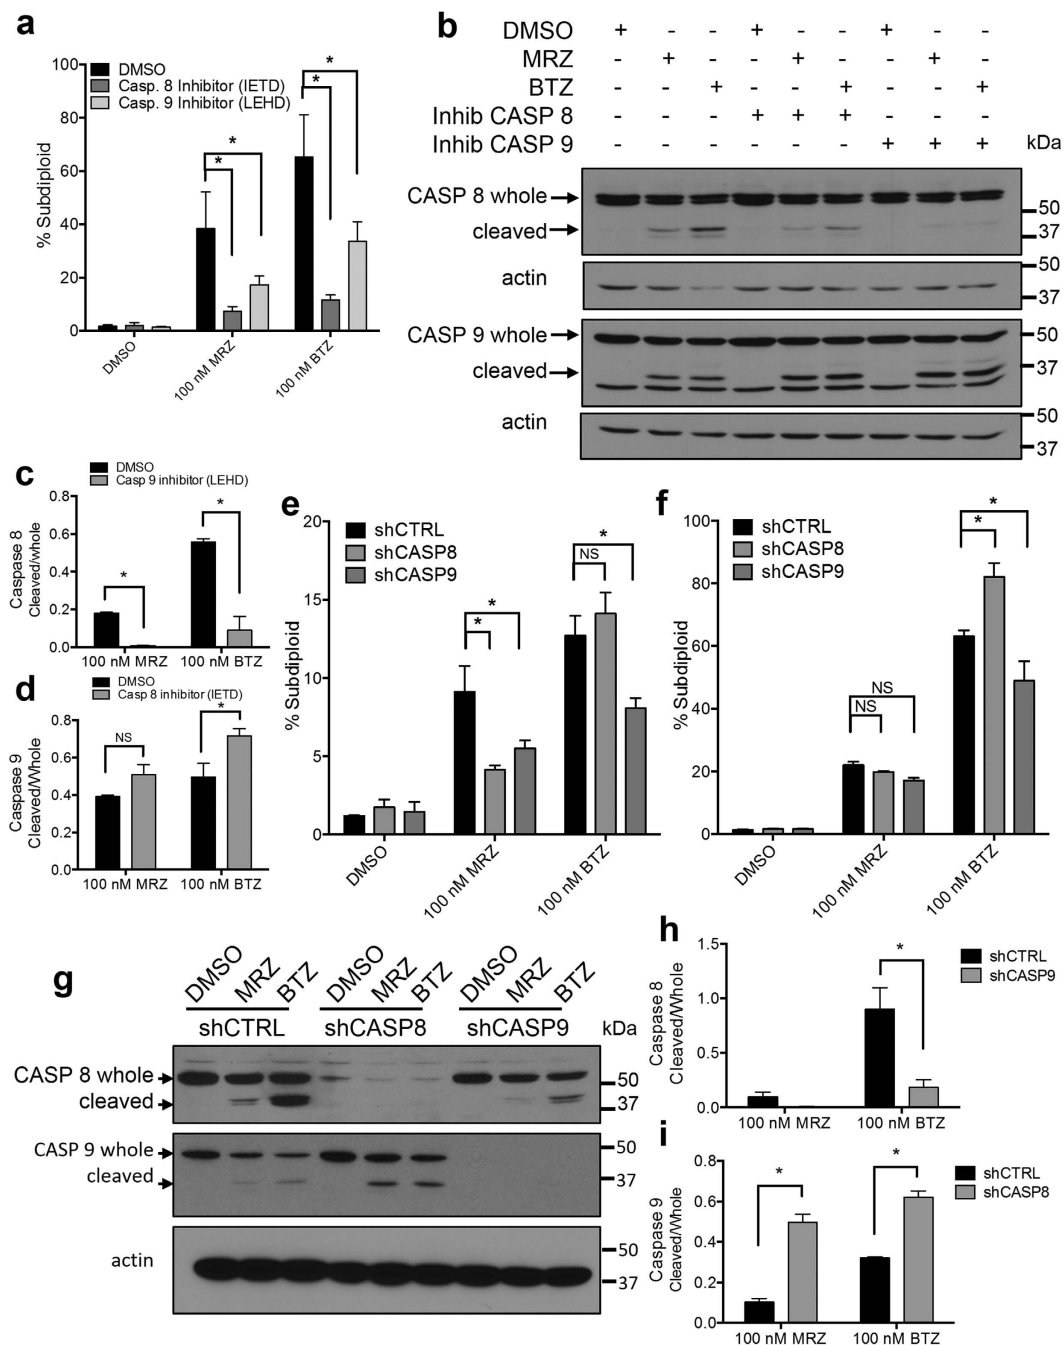 a
100
80
60
40
20
0
% Subdiploid
DMSO
Casp. 8 Inhibitor (IETD)
Casp. 9 Inhibitor (LEHD)
* *
* *
DMSO
100 nM MRZ
100 nM BTZ
b
DMSO + - - + - - + - -
MRZ - + - - + - - + -
BTZ - - + - - + - - +
Inhib CASP 8 - - - + + + - - -
Inhib CASP 9 - - - - - - + + + kDa
CASP 8 whole
50
cleaved
37
50
actin
37
CASP 9 whole
50
cleaved
37
50
actin
37
c
DMSO
Casp 9 inhibitor (LEHD)
0.8
0.6
0.4
0.2
0.0
Caspase 8
Cleaved/whole
* *
100 nM MRZ 100 nM BTZ
d
DMSO
Casp 8 inhibitor (IETD)
0.8
0.6
0.4
0.2
0.0
Caspase 9
Cleaved/Whole
NS *
100 nM MRZ 100 nM BTZ
e
20
15
10
5
0
% Subdiploid
shCTRL
shCASP8
shCASP9
* *
NS *
DMSO
100 nM MRZ
100 nM BTZ
f
100
80
60
40
20
0
% Subdiploid
shCTRL
shCASP8
shCASP9
NS NS
* *
DMSO
100 nM MRZ
100 nM BTZ
g
DMSO MRZ BTZ DMSO MRZ BTZ DMSO MRZ BTZ
shCTRL shCASP8 shCASP9 kDa
CASP 8 whole
50
cleaved
37
CASP 9 whole
50
cleaved
37
50
actin
37
h
1.5
1.0
0.5
0.0
Caspase 8
Cleaved/Whole
shCTRL
shCASP9
*
100 nM MRZ 100 nM BTZ
i
0.8
0.6
0.4
0.2
0.0
Caspase 9
Cleaved/Whole
shCTRL
shCASP8
* *
100 nM MRZ 100 nM BTZ